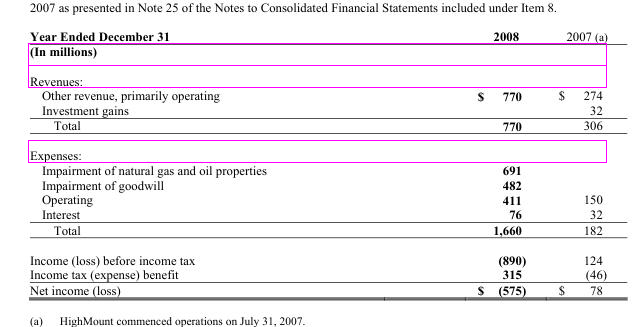 2007 as presented in Note 25 of the Notes to Consolidated Financial Statements included under Item 8.
Year Ended December 31 2008 2007 (a)
(In millions)
Revenues:
Other revenue, primarily operating $ 770 $ 274
Investment gains 32
Total 770 306
Expenses:
Impairment of natural gas and oil properties 691
Impairment of goodwill 482
Operating 411 150
Interest 76 32
Total 1,660 182
Income (loss) before income tax (890) 124
Income tax (expense) benefit 315 (46)
Net income (loss) $ (575) $ 78
(a) HighMount commenced operations on July 31, 2007.